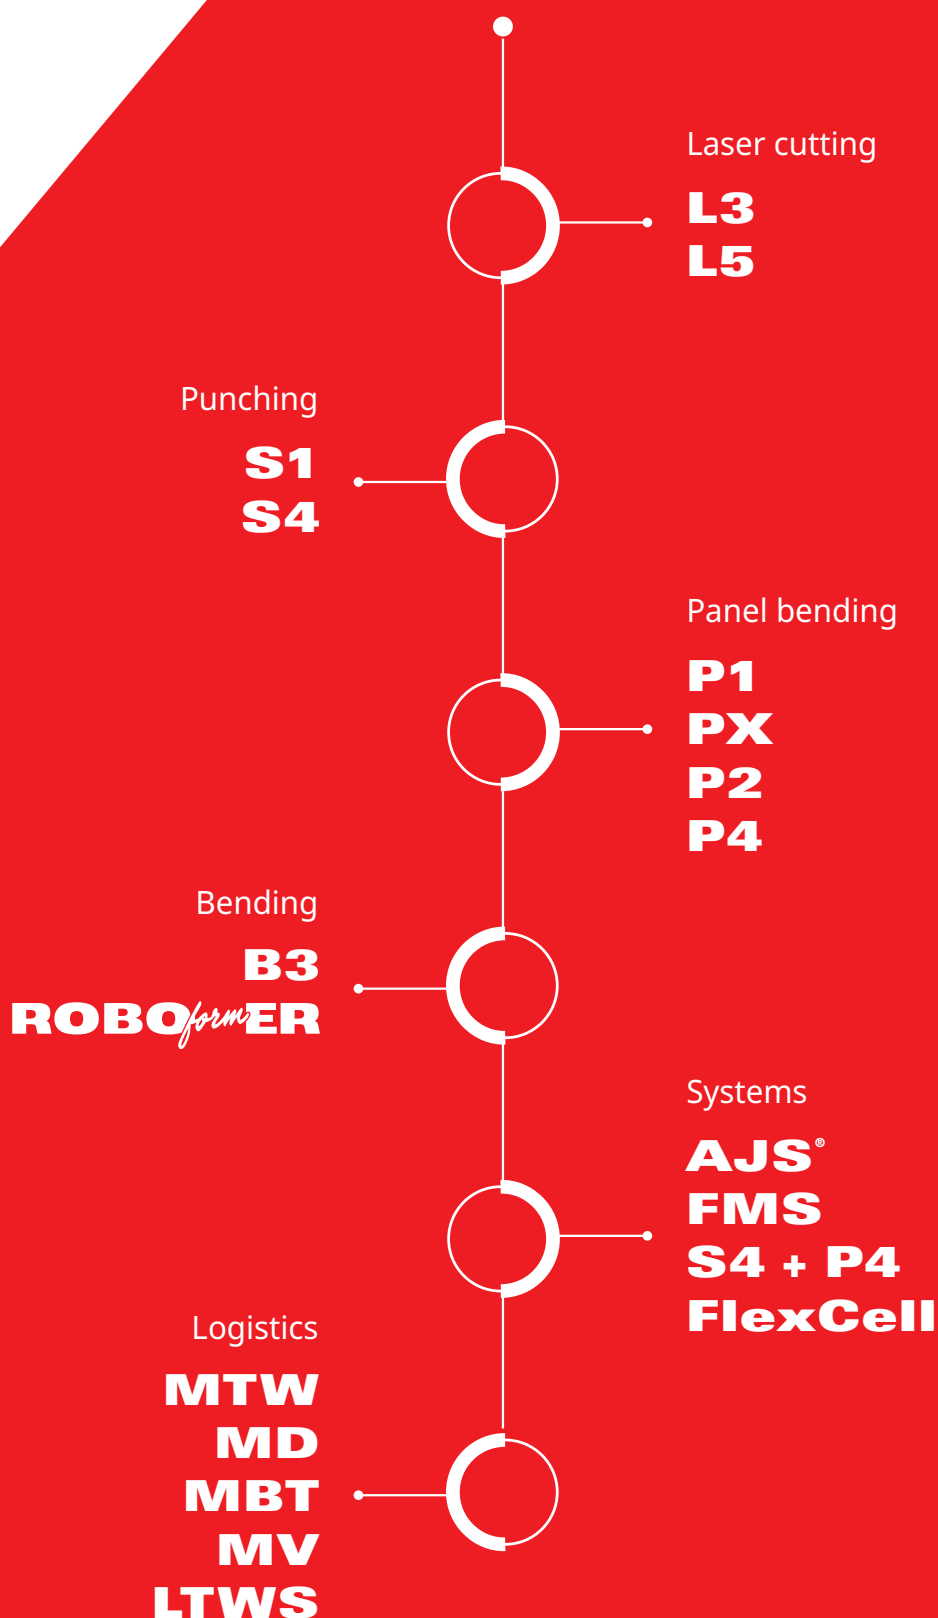 Laser cutting
L3
L5
Punching
S1
S4
Panel bending
P1
PX
P2
P4
Bending
B3
ROBOformER
Systems
AJS®
FMS
S4 + P4
FlexCell
Logistics
MTW
MD
MBT
MV
LTWS